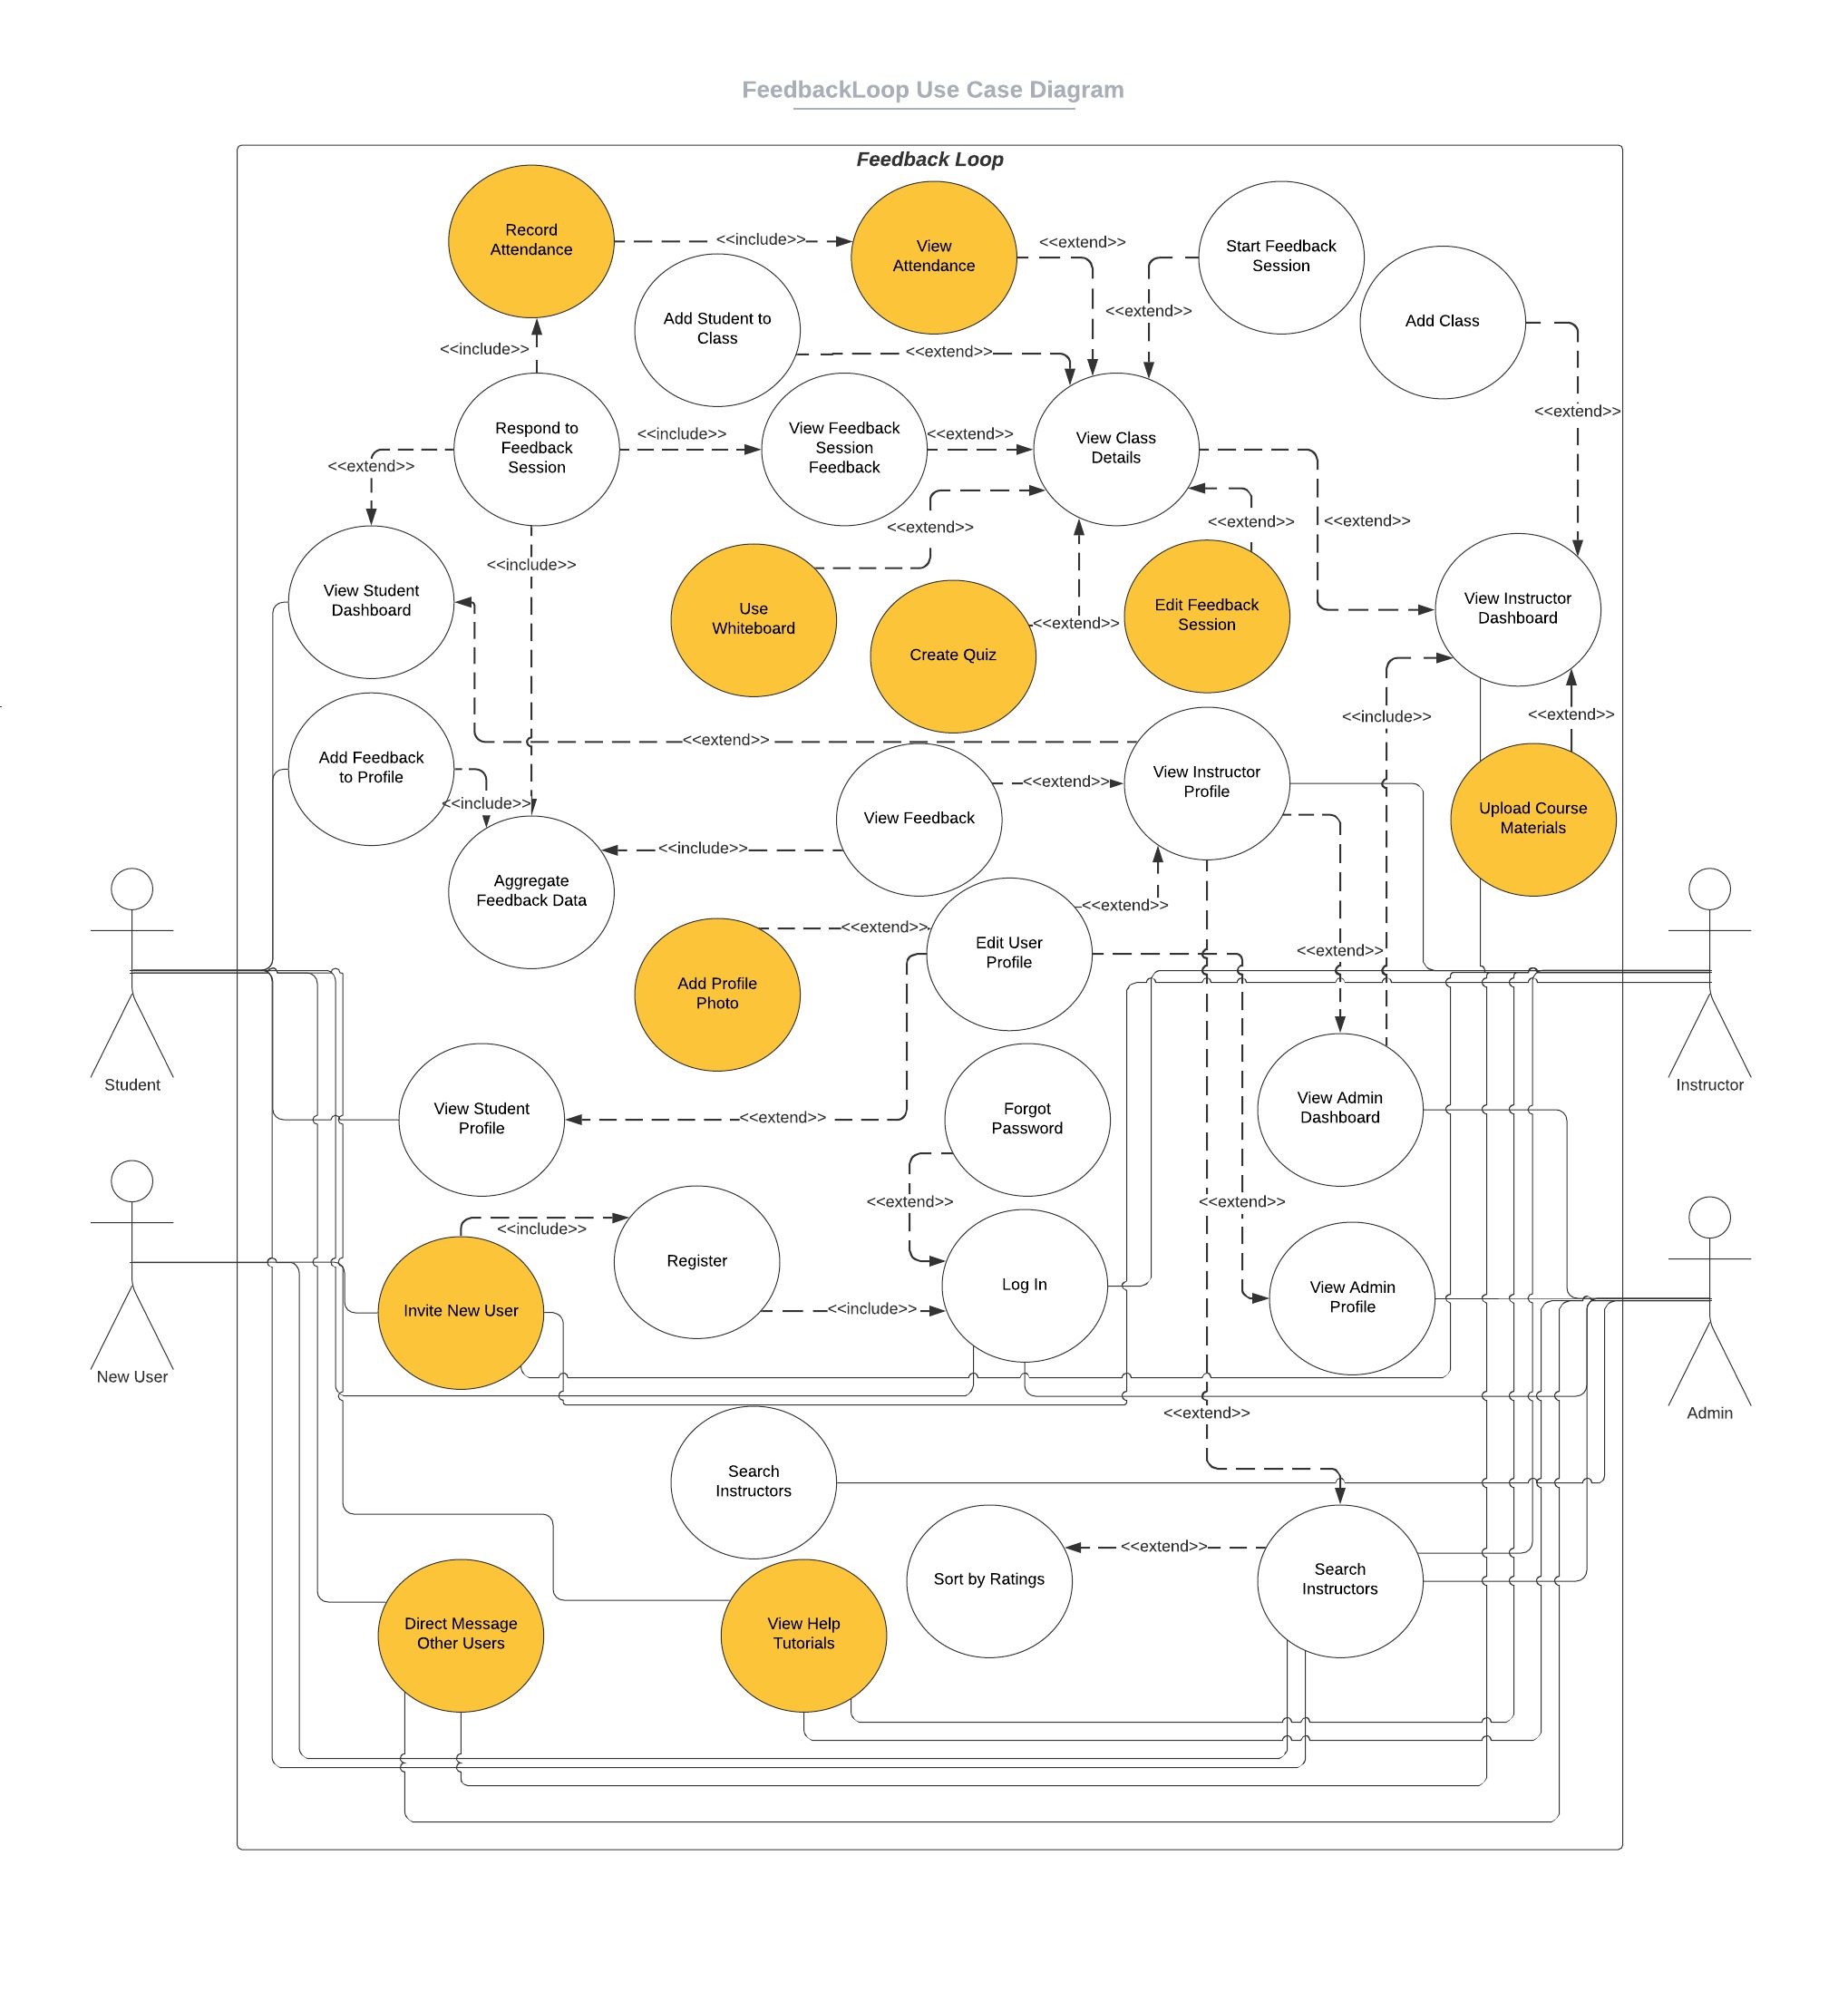 FeedbackLoop Use Case Diagram
Feedback Loop
Record
Attendance
<<include>>
View
Attendance
<<extend>>
Start Feedback
Session
<<extend>>
Add Class
Add Student to
Class
<<extend>>
<<include>>
<<extend>>
Respond to
Feedback
Session
<<include>>
View Feedback
Session
Feedback
<<extend>>
View Class
Details
<<extend>>
<<extend>>
<<extend>>
<<extend>>
<<include>>
View Student
Dashboard
Use
Whiteboard
Create Quiz
<<extend>>
Edit Feedback
Session
View Instructor
Dashboard
<<include>>
<<extend>>
<<extend>>
Add Feedback
to Profile
<<include>>
View Feedback
<<extend>>
View Instructor
Profile
Upload Course
Materials
<<include>>
Aggregate
Feedback Data
<<extend>>
<<extend>>
Edit User
Profile
<<extend>>
Add Profile
Photo
Student
Instructor
View Student
Profile
<<extend>>
Forgot
Password
View Admin
Dashboard
<<extend>>
<<extend>>
<<include>>
Register
Log In
Invite New User
<<include>>
View Admin
Profile
New User
Admin
<<extend>>
Search
Instructors
<<extend>>
Sort by Ratings
Search
Instructors
Direct Message
Other Users
View Help
Tutorials